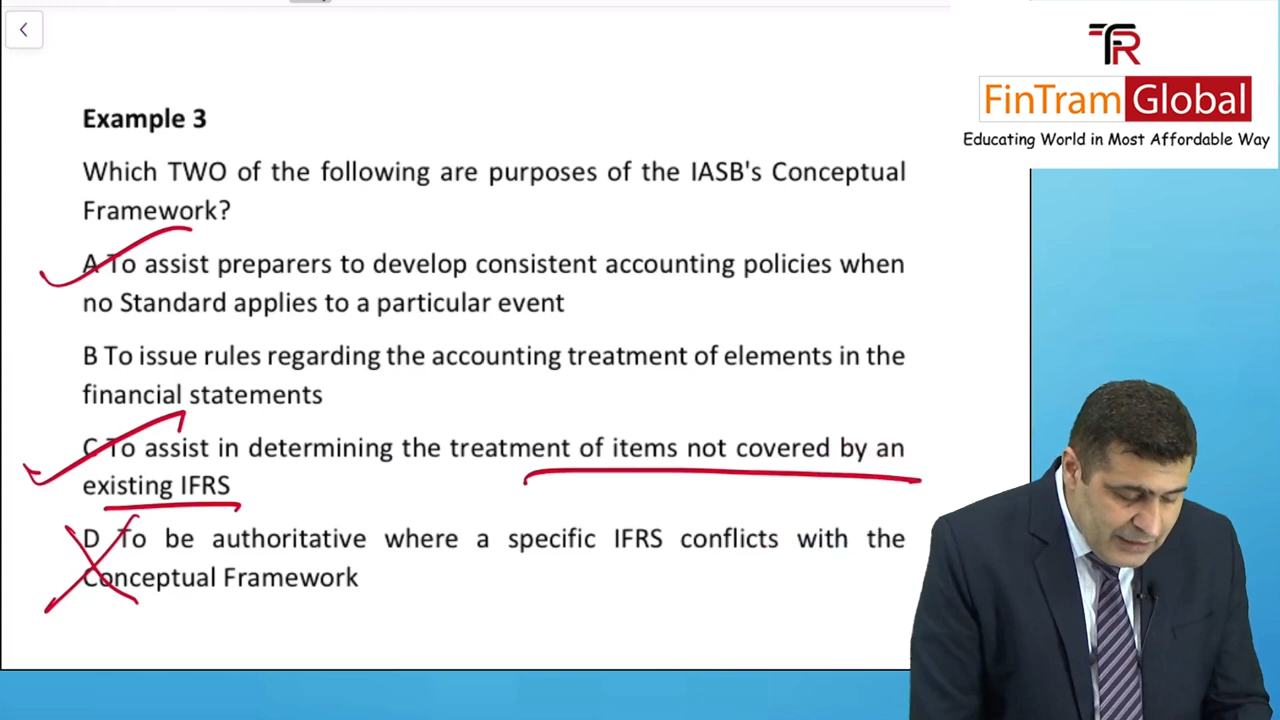 FR
FinTram Global
Educating World in Most Affordable Way
Example 3
Which TWO of the following are purposes of the IASB's Conceptual
Framework?
A To assist preparers to develop consistent accounting policies when
no Standard applies to a particular event
B To issue rules regarding the accounting treatment of elements in the
financial statements
C To assist in determining the treatment of items not covered by an
existing IFRS
D To be authoritative where a specific IFRS conflicts with the
Conceptual Framework